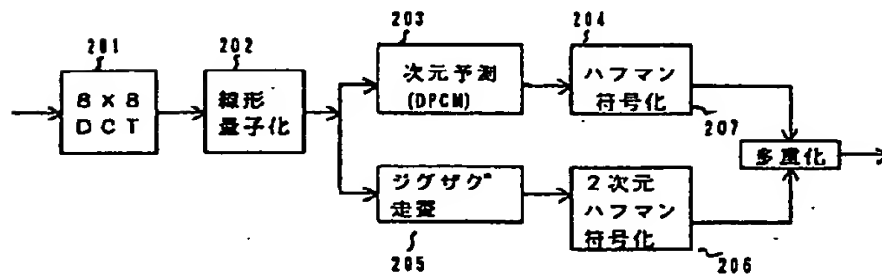 201
202
203
204
8×8
DCT
線形
量子化
次元予測
(DPCM)
ハフマン
符号化
207
多重化
ジグザグ
走査
2次元
ハフマン
符号化
205
206